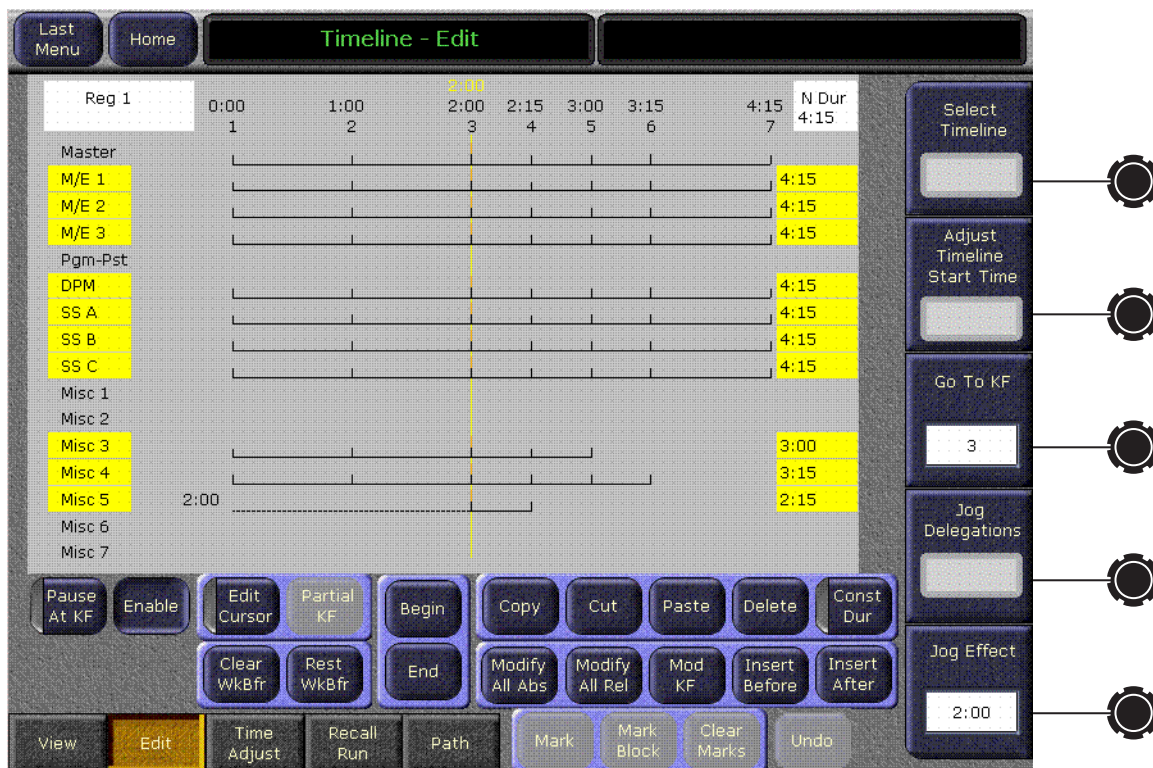 Last
Menu
Home
Timeline - Edit
Reg 1
2:00
0:00 1:00 2:00 2:15 3:00 3:15 4:15
1 2 3 4 5 6 7
N Dur
4:15
Master
M/E 1 4:15
M/E 2 4:15
M/E 3 4:15
Pgm-Pst
DPM 4:15
SS A 4:15
SS B 4:15
SS C 4:15
Misc 1
Misc 2
Misc 3 3:00
Misc 4 3:15
Misc 5 2:00 2:15
Misc 6
Misc 7
Select
Timeline
Adjust
Timeline
Start Time
Go To KF
3
Jog
Delegations
Jog Effect
2:00
Pause
At KF
Enable
Edit
Cursor
Partial
KF
Begin
Copy
Cut
Paste
Delete
Const
Dur
Clear
WkBfr
Rest
WkBfr
End
Modify
All Abs
Modify
All Rel
Mod
KF
Insert
Before
Insert
After
View
Edit
Time
Adjust
Recall
Run
Path
Mark
Mark
Block
Clear
Marks
Undo